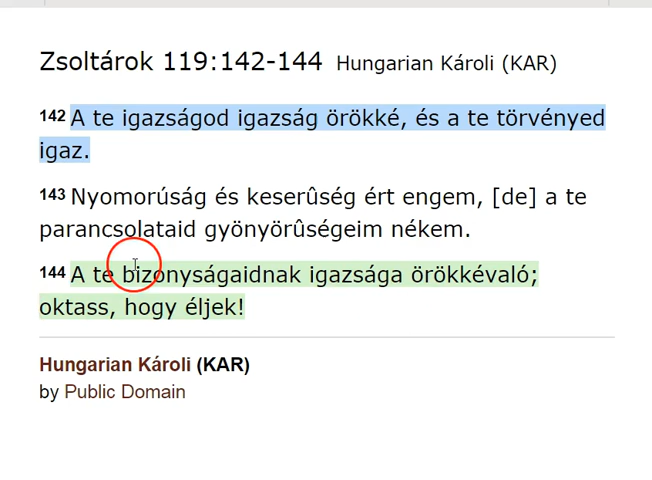 Zsoltárok 119:142-144 Hungarian Károli (KAR)
142 A te igazságod igazság örökké, és a te törvényed
igaz.
143 Nyomorúság és keserûség ért engem, [de] a te
parancsolataid gyönyörûségeim nékem.
144 A te bizonyságaidnak igazsága örökkévaló;
oktass, hogy éljek!
Hungarian Károli (KAR)
by Public Domain